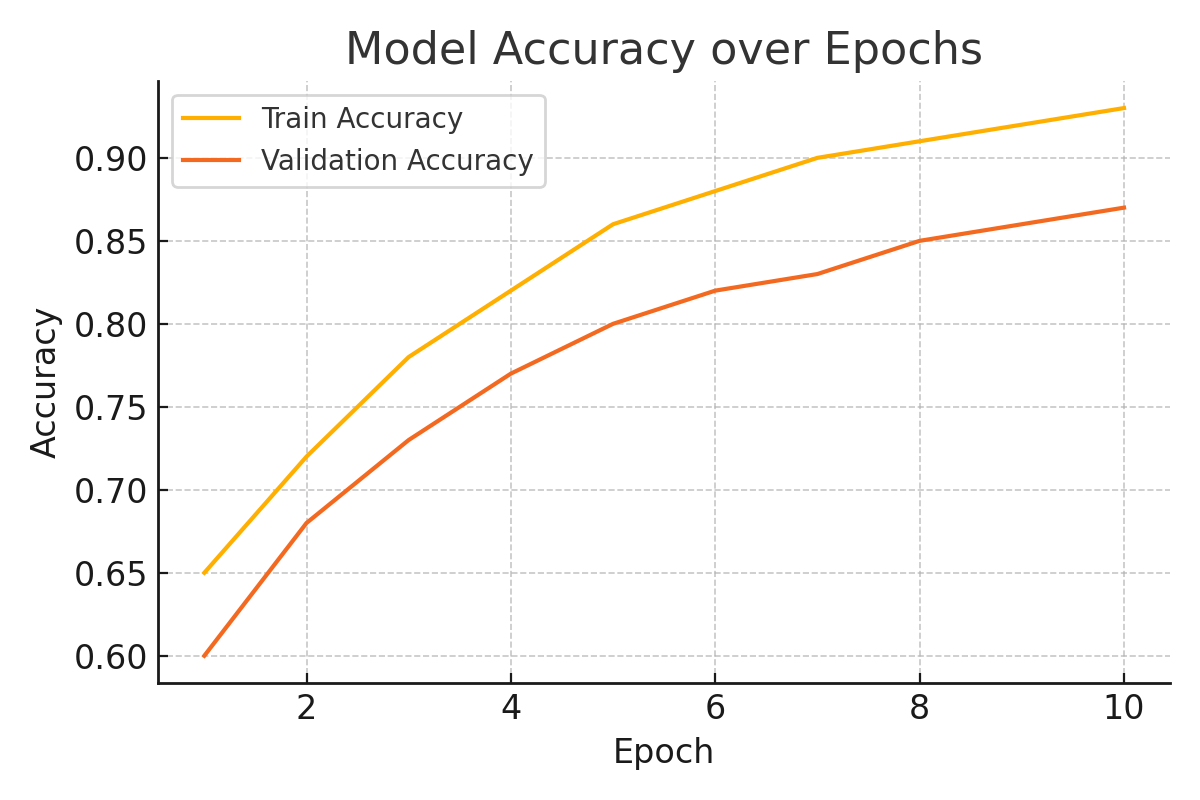 Model Accuracy over Epochs
Train Accuracy
Validation Accuracy
0.90
0.85
0.80
0.75
0.70
0.65
0.60
Accuracy
2 4 6 8 10
Epoch